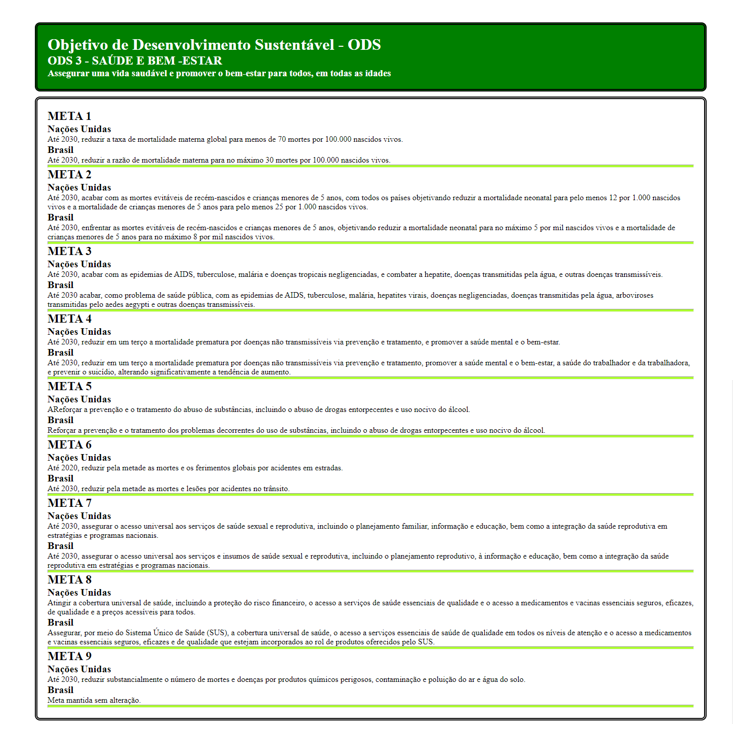 Objetivo de Desenvolvimento Sustentável - ODS
ODS 3 - SAÚDE E BEM -ESTAR
Assegurar uma vida saudável e promover o bem-estar para todos, em todas as idades
META 1
Nações Unidas
Até 2030, reduzir a taxa de mortalidade materna global para menos de 70 mortes por 100.000 nascidos vivos.
Brasil
Até 2030, reduzir a razão de mortalidade materna para no máximo 30 mortes por 100.000 nascidos vivos.
META 2
Nações Unidas
Até 2030, acabar com as mortes evitáveis de recém-nascidos e crianças menores de 5 anos, com todos os países objetivando reduzir a mortalidade neonatal para pelo menos 12 por 1.000 nascidos
vivos e a mortalidade de crianças menores de 5 anos para pelo menos 25 por 1.000 nascidos vivos.
Brasil
Até 2030, enfrentar as mortes evitáveis de recém-nascidos e crianças menores de 5 anos, objetivando reduzir a mortalidade neonatal para no máximo 5 por mil nascidos vivos e a mortalidade de
crianças menores de 5 anos para no máximo 8 por mil nascidos vivos.
META 3
Nações Unidas
Até 2030, acabar com as epidemias de AIDS, tuberculose, malária e doenças tropicais negligenciadas, e combater a hepatite, doenças transmitidas pela água, e outras doenças transmissíveis.
Brasil
Até 2030 acabar, como problema de saúde pública, com as epidemias de AIDS, tuberculose, malária, hepatites virais, doenças negligenciadas, doenças transmitidas pela água, arboviroses
transmitidas pelo aedes aegypti e outras doenças transmissíveis.
META 4
Nações Unidas
Até 2030, reduzir em um terço a mortalidade prematura por doenças não transmissíveis via prevenção e tratamento, e promover a saúde mental e o bem-estar.
Brasil
Até 2030, reduzir em um terço a mortalidade prematura por doenças não transmissíveis via prevenção e tratamento, promover a saúde mental e o bem-estar, a saúde do trabalhador e da trabalhadora,
e prevenir o suicídio, alterando significativamente a tendência de aumento.
META 5
Nações Unidas
AReforçar a prevenção e o tratamento do abuso de substâncias, incluindo o abuso de drogas entorpecentes e uso nocivo do álcool.
Brasil
Reforçar a prevenção e o tratamento dos problemas decorrentes do uso de substâncias, incluindo o abuso de drogas entorpecentes e uso nocivo do álcool.
META 6
Nações Unidas
Até 2020, reduzir pela metade as mortes e os ferimentos globais por acidentes em estradas.
Brasil
Até 2030, reduzir pela metade as mortes e lesões por acidentes no trânsito.
META 7
Nações Unidas
Até 2030, assegurar o acesso universal aos serviços de saúde sexual e reprodutiva, incluindo o planejamento familiar, informação e educação, bem como a integração da saúde reprodutiva em
estratégias e programas nacionais.
Brasil
Até 2030, assegurar o acesso universal aos serviços e insumos de saúde sexual e reprodutiva, incluindo o planejamento reprodutivo, à informação e educação, bem como a integração da saúde
reprodutiva em estratégias e programas nacionais.
META 8
Nações Unidas
Atingir a cobertura universal de saúde, incluindo a proteção do risco financeiro, o acesso a serviços de saúde essenciais de qualidade e o acesso a medicamentos e vacinas essenciais seguros, eficazes,
de qualidade e a preços acessíveis para todos.
Brasil
Assegurar, por meio do Sistema Único de Saúde (SUS), a cobertura universal de saúde, o acesso a serviços essenciais de saúde de qualidade em todos os níveis de atenção e o acesso a medicamentos
e vacinas essenciais seguros, eficazes e de qualidade que estejam incorporados ao rol de produtos oferecidos pelo SUS.
META 9
Nações Unidas
Até 2030, reduzir substancialmente o número de mortes e doenças por produtos químicos perigosos, contaminação e poluição do ar e água do solo.
Brasil
Meta mantida sem alteração.